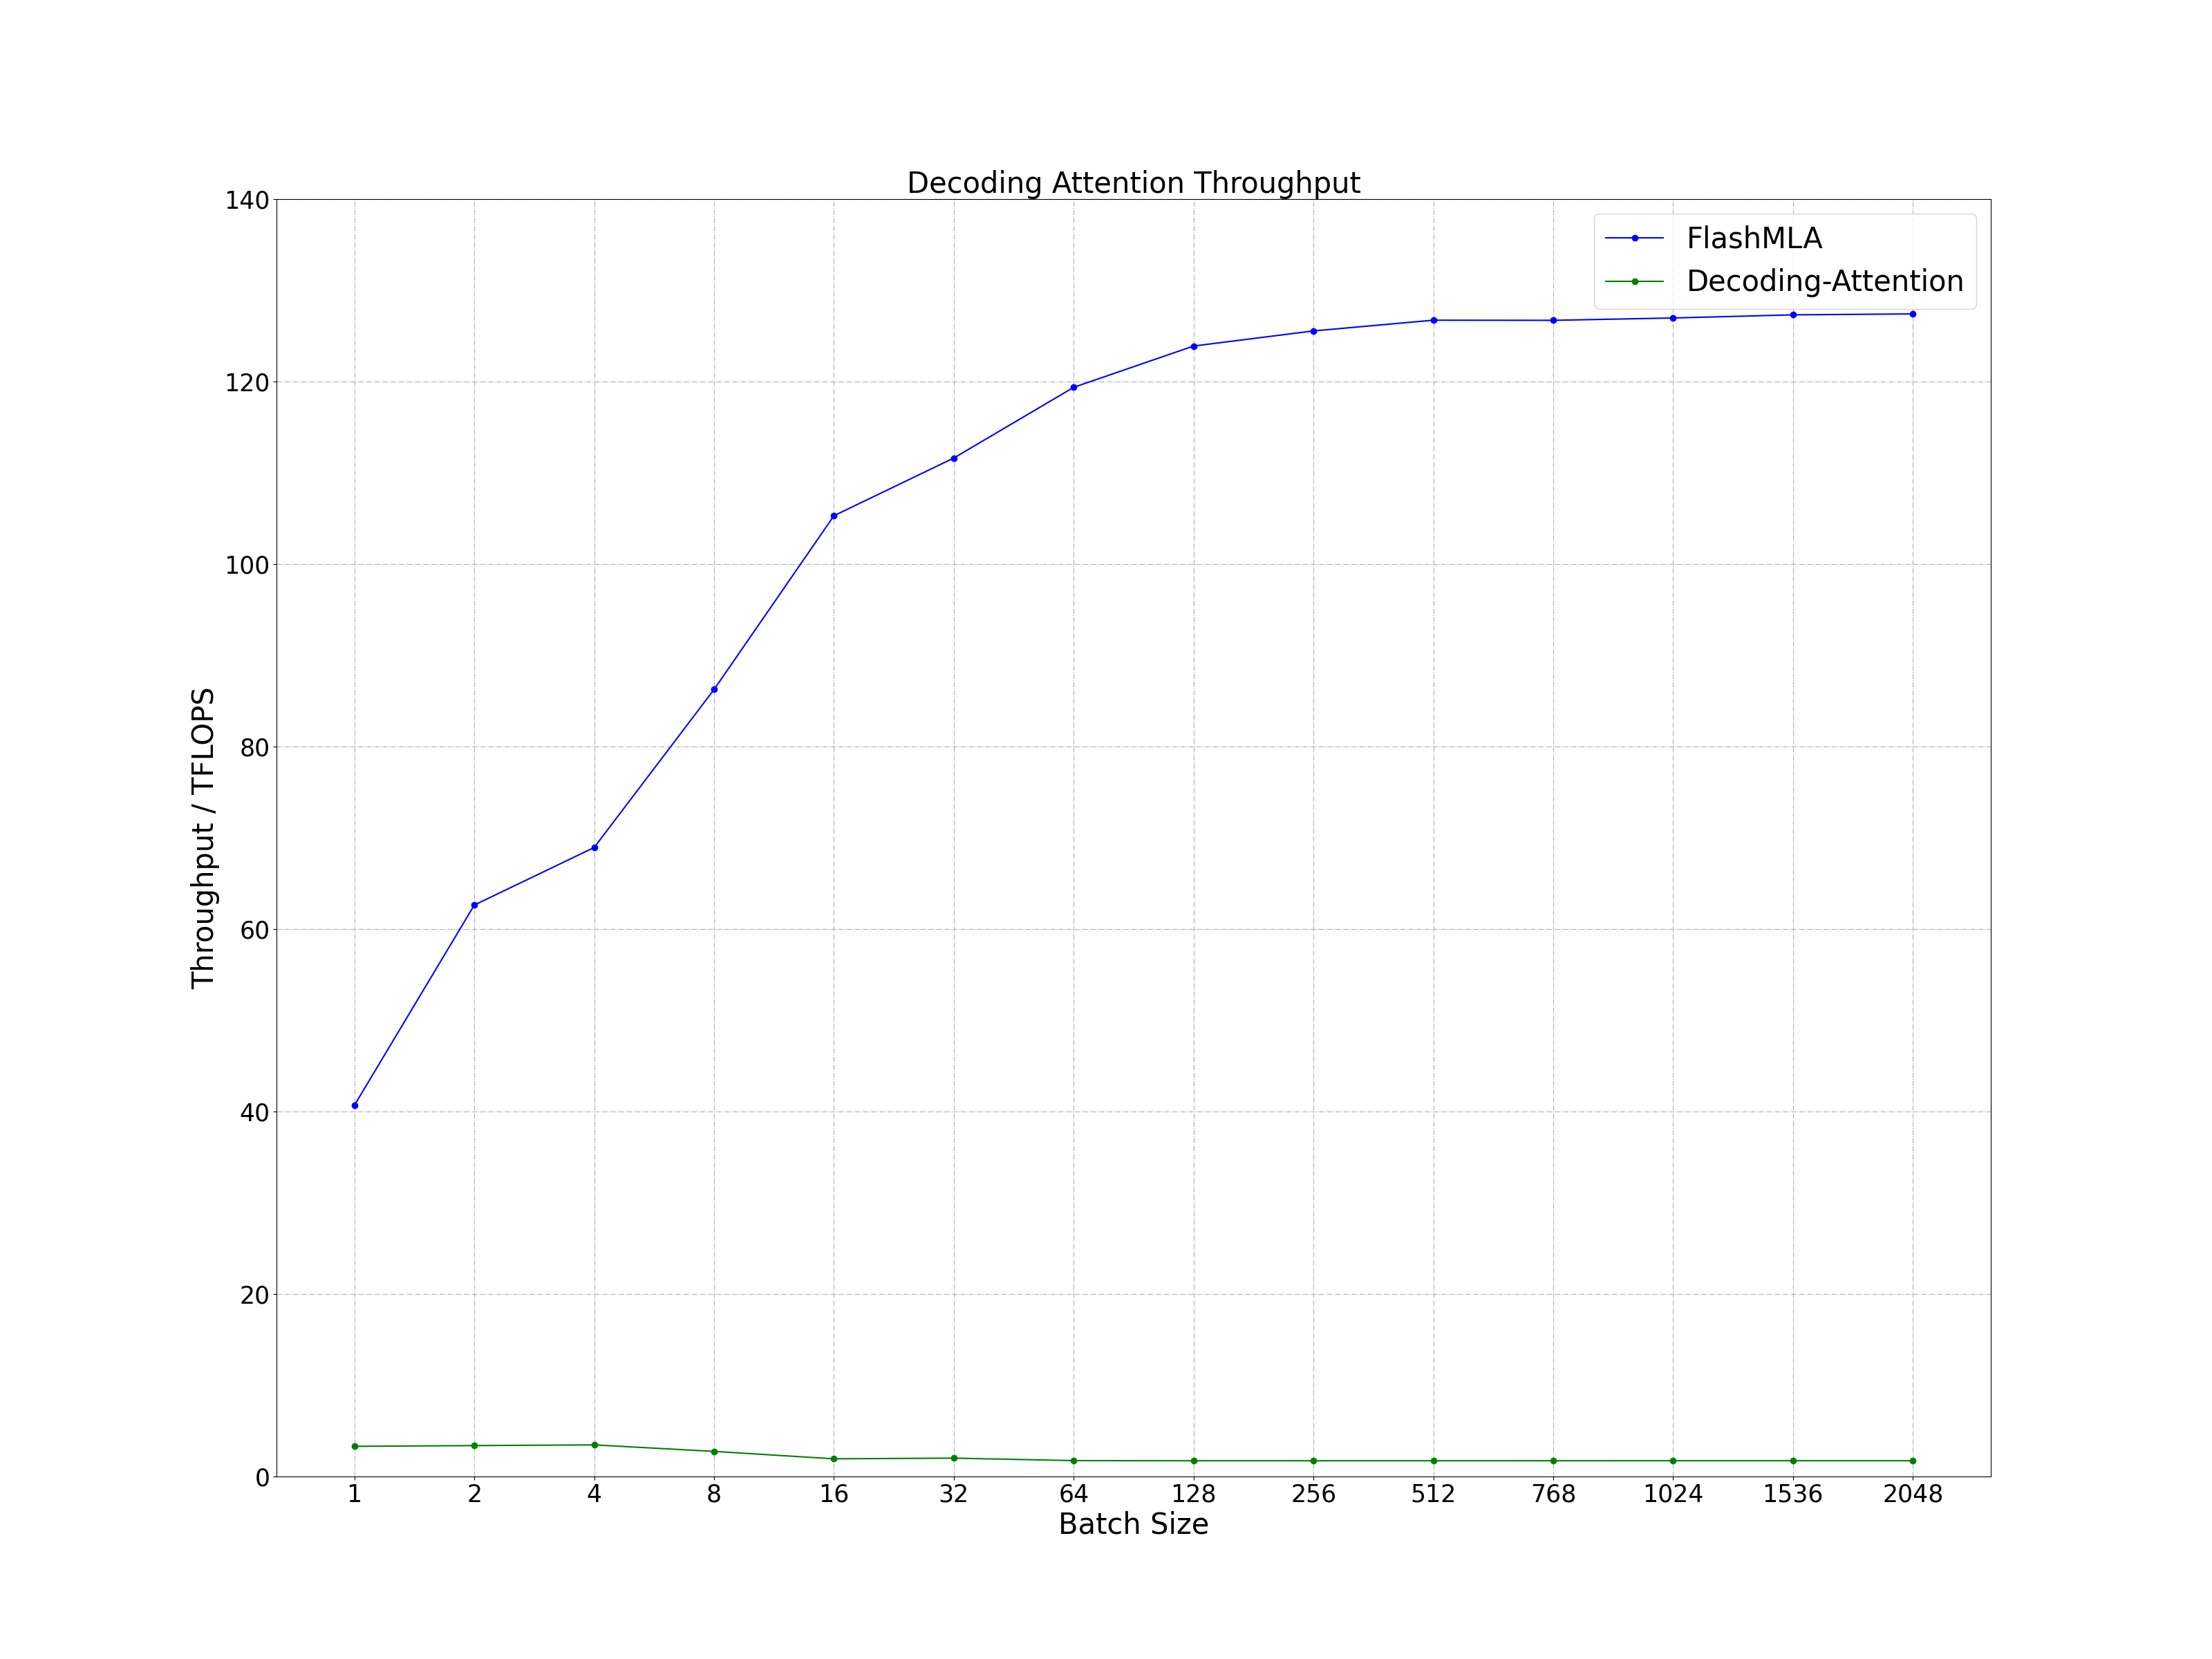 Decoding Attention Throughput
FlashMLA
Decoding-Attention
140
120
100
80
60
40
20
0
Throughput / TFLOPS
1 2 4 8 16 32 64 128 256 512 768 1024 1536 2048
Batch Size